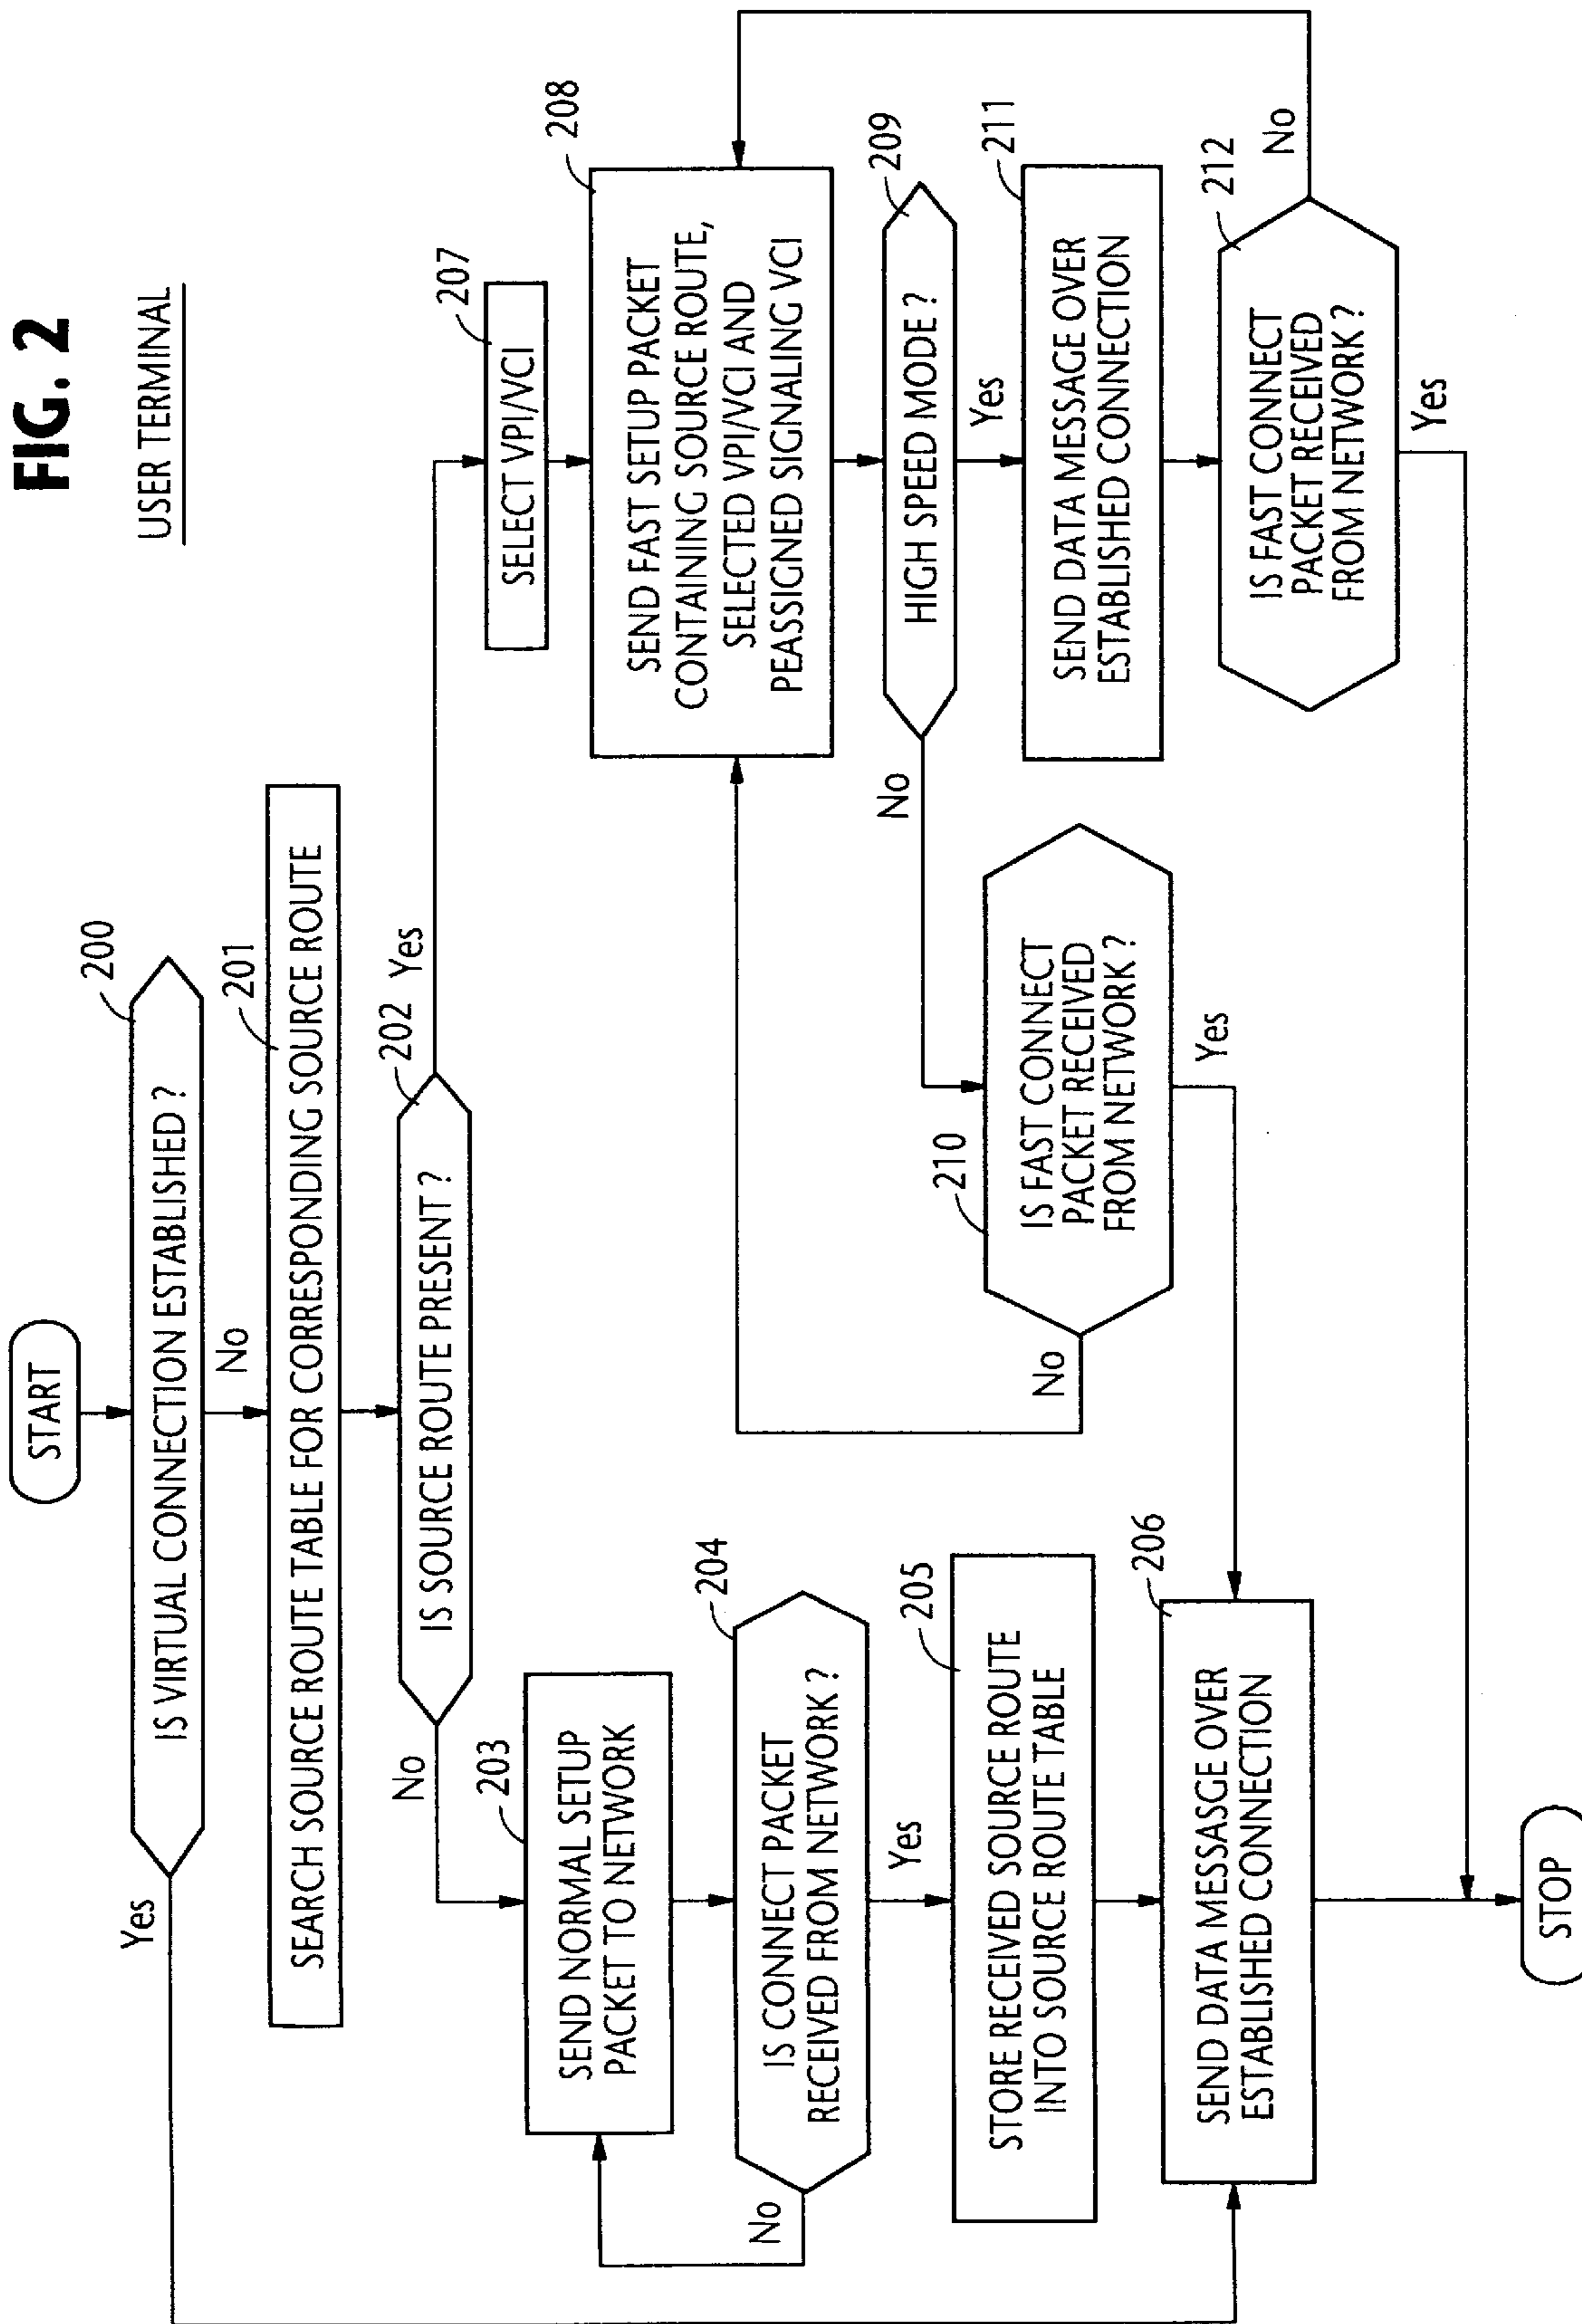 FIG. 2
USER TERMINAL
START
200
IS VIRTUAL CONNECTION ESTABLISHED ?
Yes
No
201
SEARCH SOURCE ROUTE TABLE FOR CORRESPONDING SOURCE ROUTE
202
IS SOURCE ROUTE PRESENT ?
No
Yes
203
SEND NORMAL SETUP
PACKET TO NETWORK
204
IS CONNECT PACKET
RECEIVED FROM NETWORK ?
No
Yes
205
STORE RECEIVED SOURCE ROUTE
INTO SOURCE ROUTE TABLE
206
SEND DATA MESSASGE OVER
ESTABLISHED CONNECTION
STOP
207
SELECT VPI/VCI
208
SEND FAST SETUP PACKET
CONTAINING SOURCE ROUTE,
SELECTED VPI/VCI AND
PEASSIGNED SIGNALING VCI
209
HIGH SPEED MODE ?
No
Yes
210
IS FAST CONNECT
PACKET RECEIVED
FROM NETWORK ?
No
Yes
211
SEND DATA MESSAGE OVER
ESTABLISHED CONNECTION
212
IS FAST CONNECT
PACKET RECEIVED
FROM NETWORK ?
No
Yes